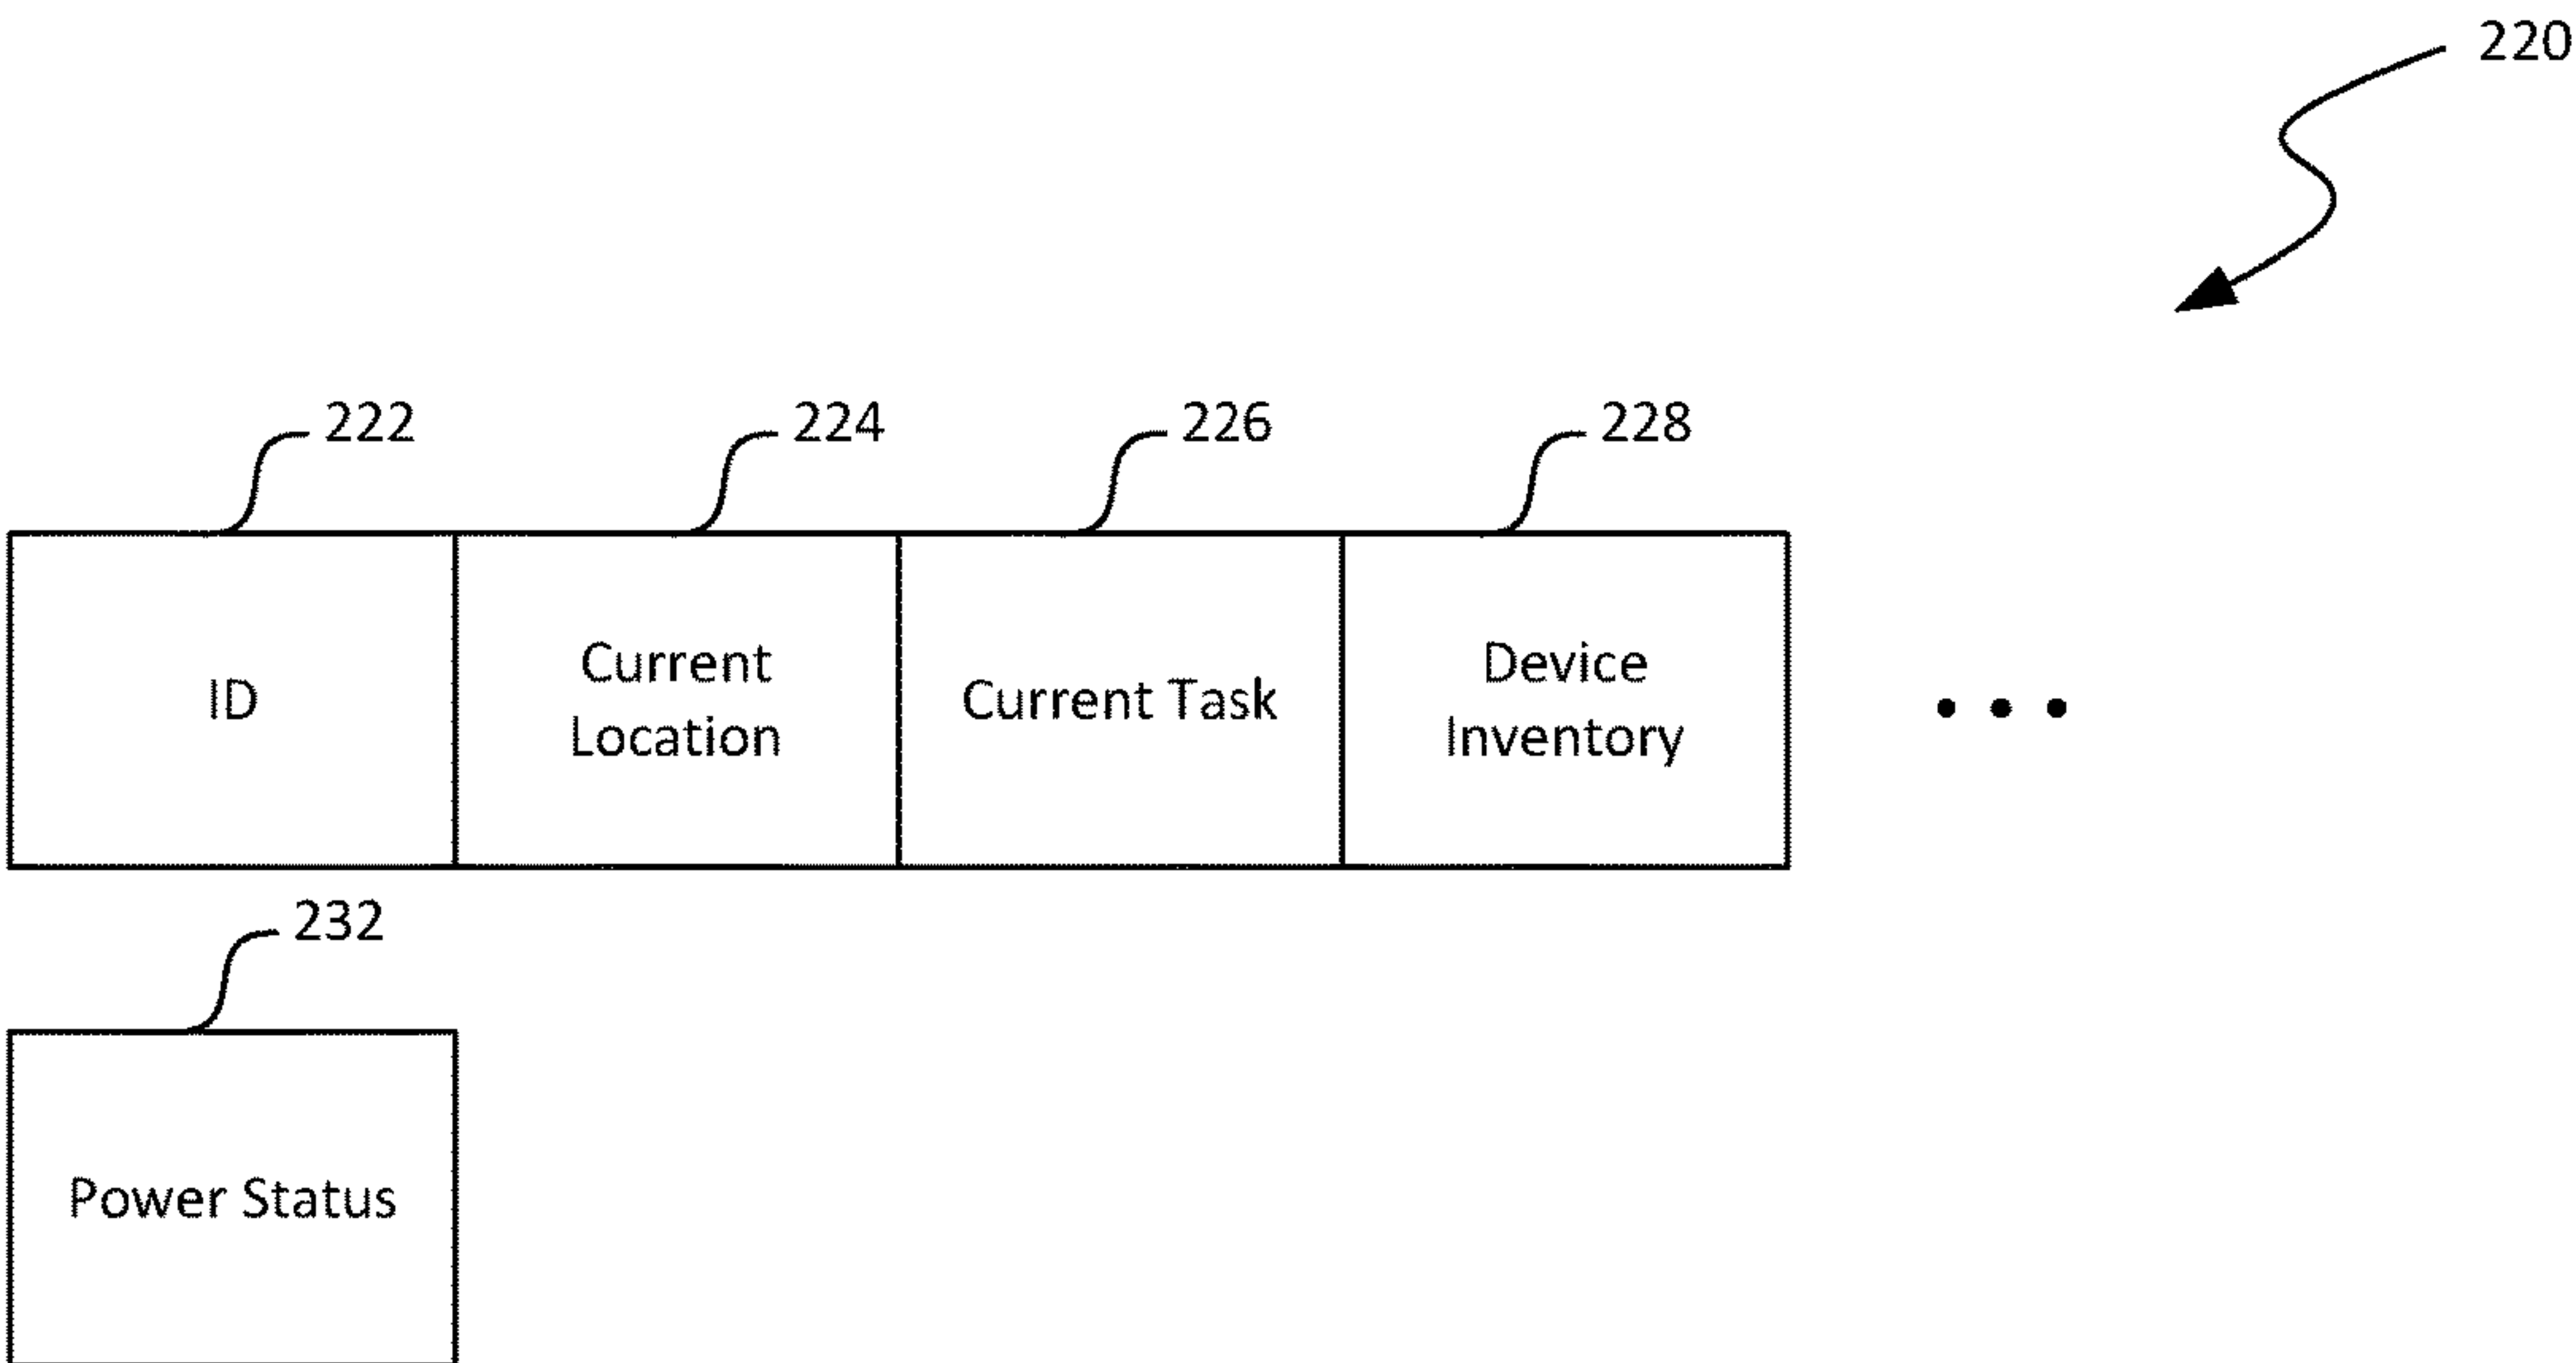 220
222
224
226
228
ID
Current
Location
Current Task
Device
Inventory
• • •
232
Power Status